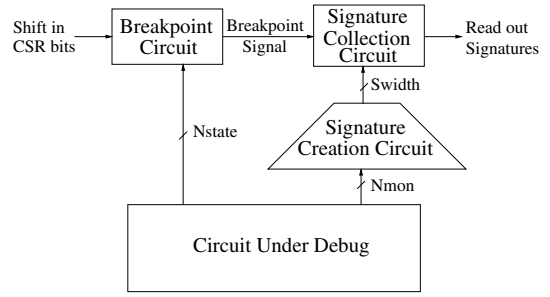 Shift in
CSR bits
Breakpoint
Circuit
Breakpoint
Signal
Signature
Collection
Circuit
Read out
Signatures
Swidth
Nstate
Signature
Creation Circuit
Nmon
Circuit Under Debug